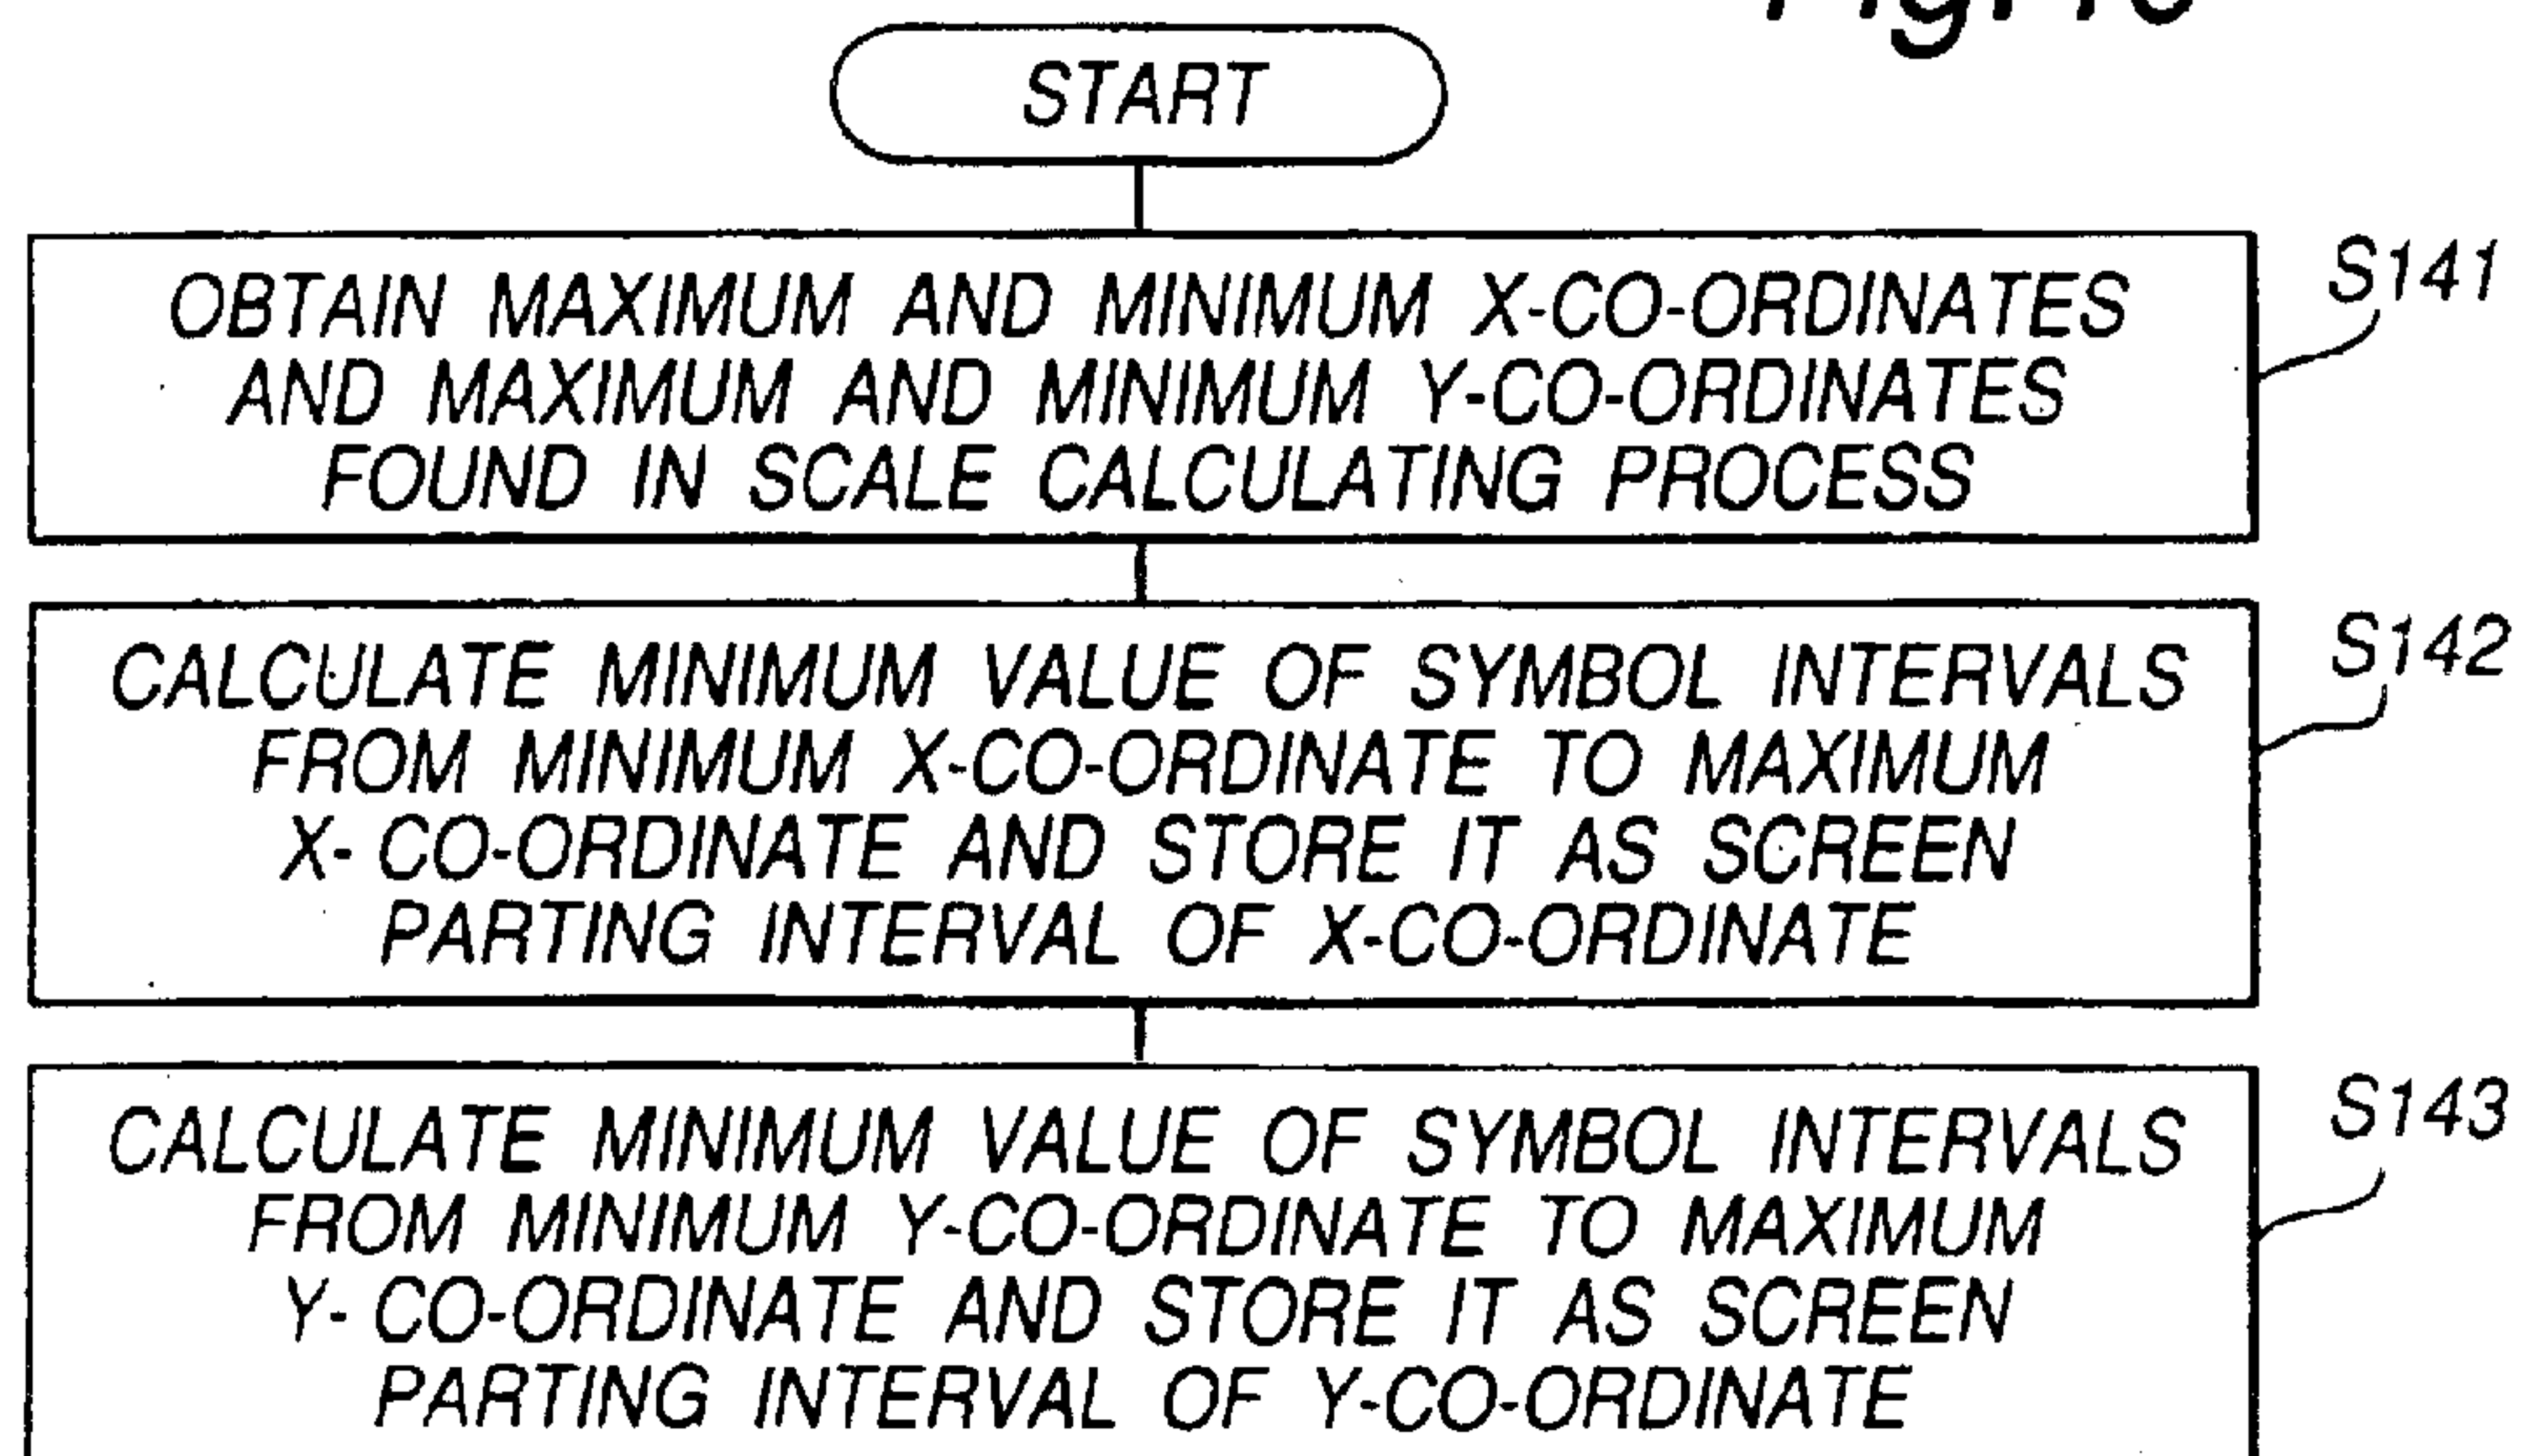 START
OBTAIN MAXIMUM AND MINIMUM X-CO-ORDINATES
AND MAXIMUM AND MINIMUM Y-CO-ORDINATES
FOUND IN SCALE CALCULATING PROCESS
S141
CALCULATE MINIMUM VALUE OF SYMBOL INTERVALS
FROM MINIMUM X-CO-ORDINATE TO MAXIMUM
X- CO-ORDINATE AND STORE IT AS SCREEN
PARTING INTERVAL OF X-CO-ORDINATE
S142
CALCULATE MINIMUM VALUE OF SYMBOL INTERVALS
FROM MINIMUM Y-CO-ORDINATE TO MAXIMUM
Y- CO-ORDINATE AND STORE IT AS SCREEN
PARTING INTERVAL OF Y-CO-ORDINATE
S143